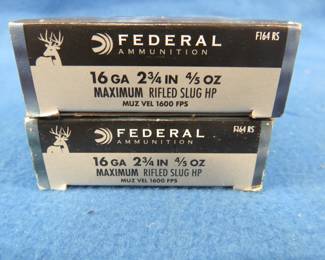 FEDERAL
AMMUNITION
F164 RS
16 GA 2¾ IN ⅘ OZ
MAXIMUM RIFLED SLUG HP
MUZ VEL 1600 FPS
FEDERAL
AMMUNITION
F164 RS
16 GA 2¾ IN ⅘ OZ
MAXIMUM RIFLED SLUG HP
MUZ VEL 1600 FPS